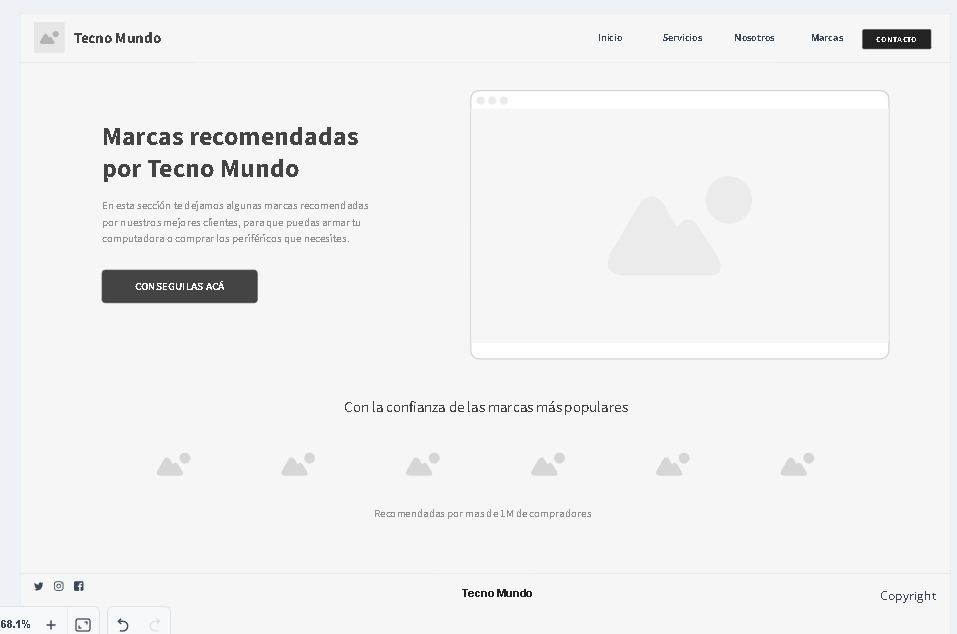 Tecno Mundo
Inicio
Servicios
Nosotros
Marcas
CONTACTO
Marcas recomendadas
por Tecno Mundo
En esta sección te dejamos algunas marcas recomendadas
por nuestros mejores clientes, para que puedas armar tu
computadora o comprar los periféricos que necesites.
CONSEGUILAS ACÁ
Con la confianza de las marcas más populares
Recomendadas por mas de 1M de compradores
Tecno Mundo
Copyright
68.1%